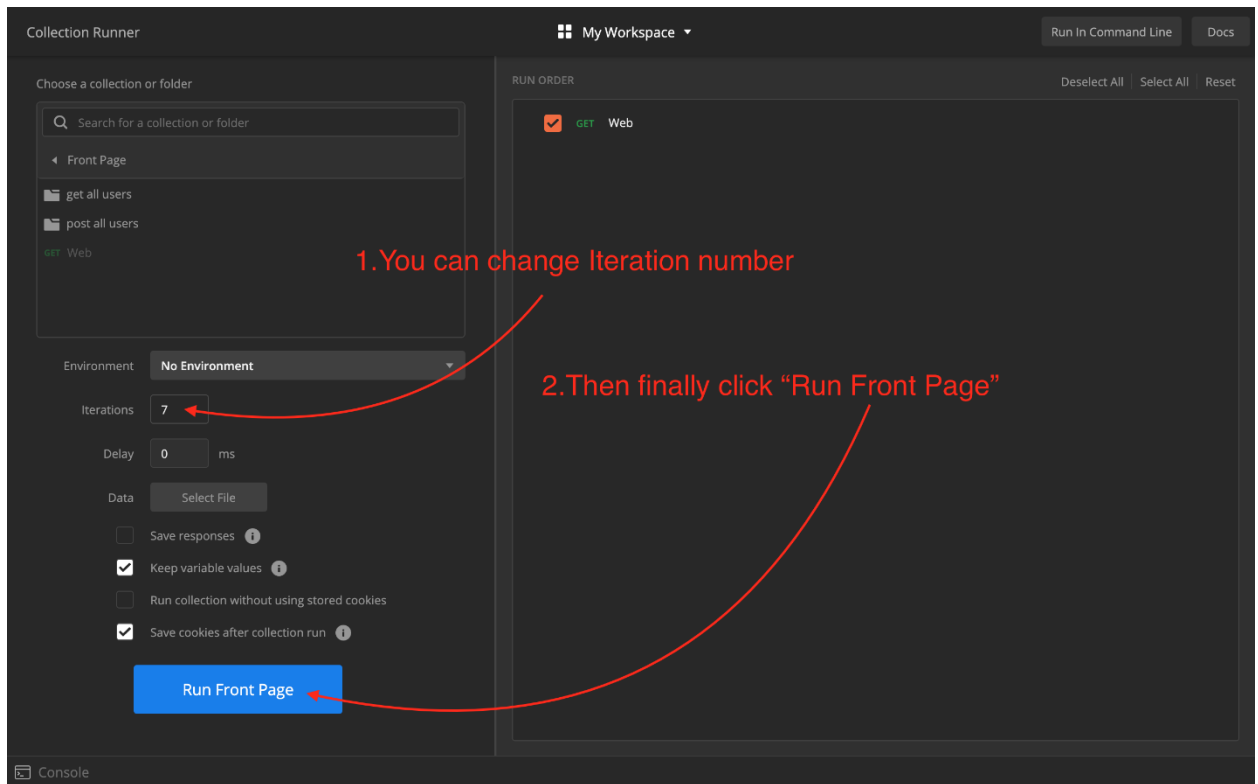 Collection Runner
My Workspace
Run In Command Line
Docs
Choose a collection or folder
Search for a collection or folder
Front Page
get all users
post all users
GET Web
RUN ORDER
Deselect All
Select All
Reset
GET Web
1.You can change Iteration number
Environment No Environment
Iterations 7
2.Then finally click “Run Front Page”
Delay 0 ms
Data Select File
Save responses
Keep variable values
Run collection without using stored cookies
Save cookies after collection run
Run Front Page
Console